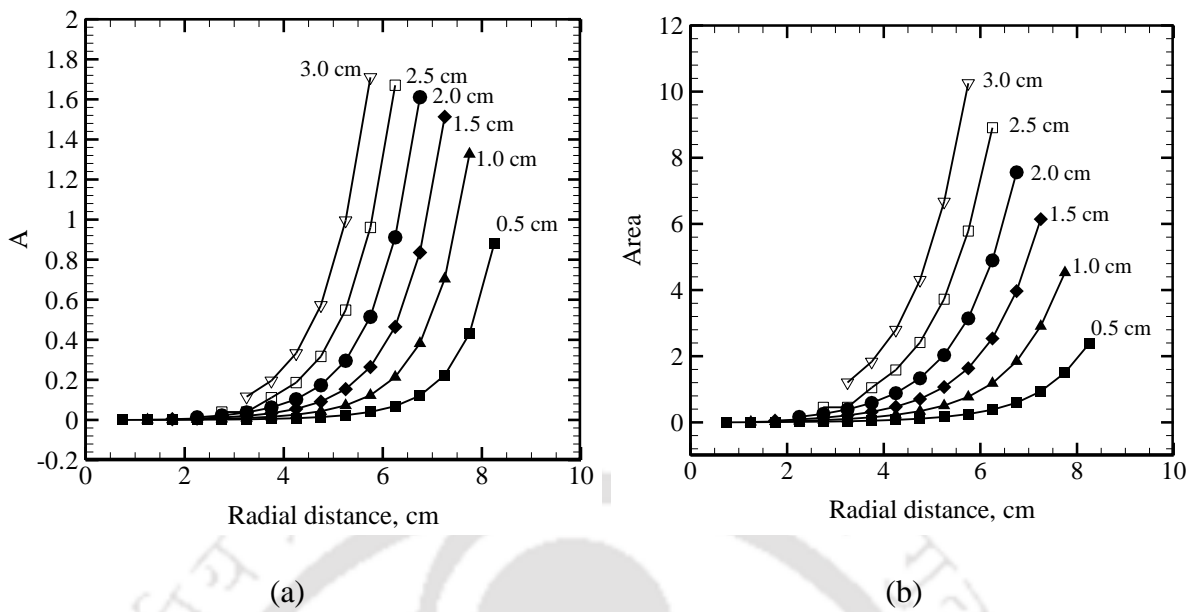 2
1.8
1.6
1.4
1.2
1
0.8
0.6
0.4
0.2
0
-0.2
A
3.0 cm
2.5 cm
2.0 cm
1.5 cm
1.0 cm
0.5 cm
0 2 4 6 8 10
Radial distance, cm
(a)
12
10
8
6
4
2
0
Area
3.0 cm
2.5 cm
2.0 cm
1.5 cm
1.0 cm
0.5 cm
0 2 4 6 8 10
Radial distance, cm
(b)